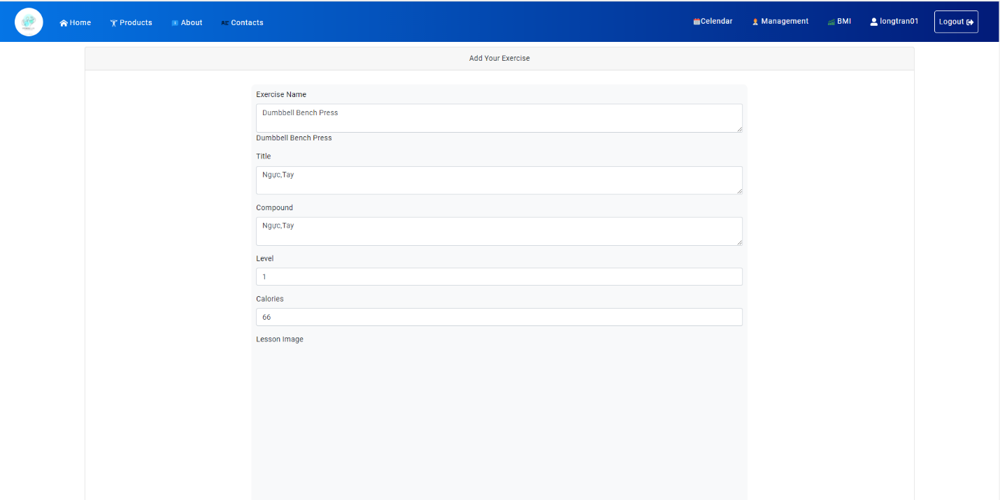 Home Products About Contacts Celendar Management BMI longtran01 Logout
Add Your Exercise
Exercise Name
Dumbbell Bench Press
Dumbbell Bench Press
Title
Ngực,Tay
Compound
Ngực,Tay
Level
1
Calories
66
Lesson Image